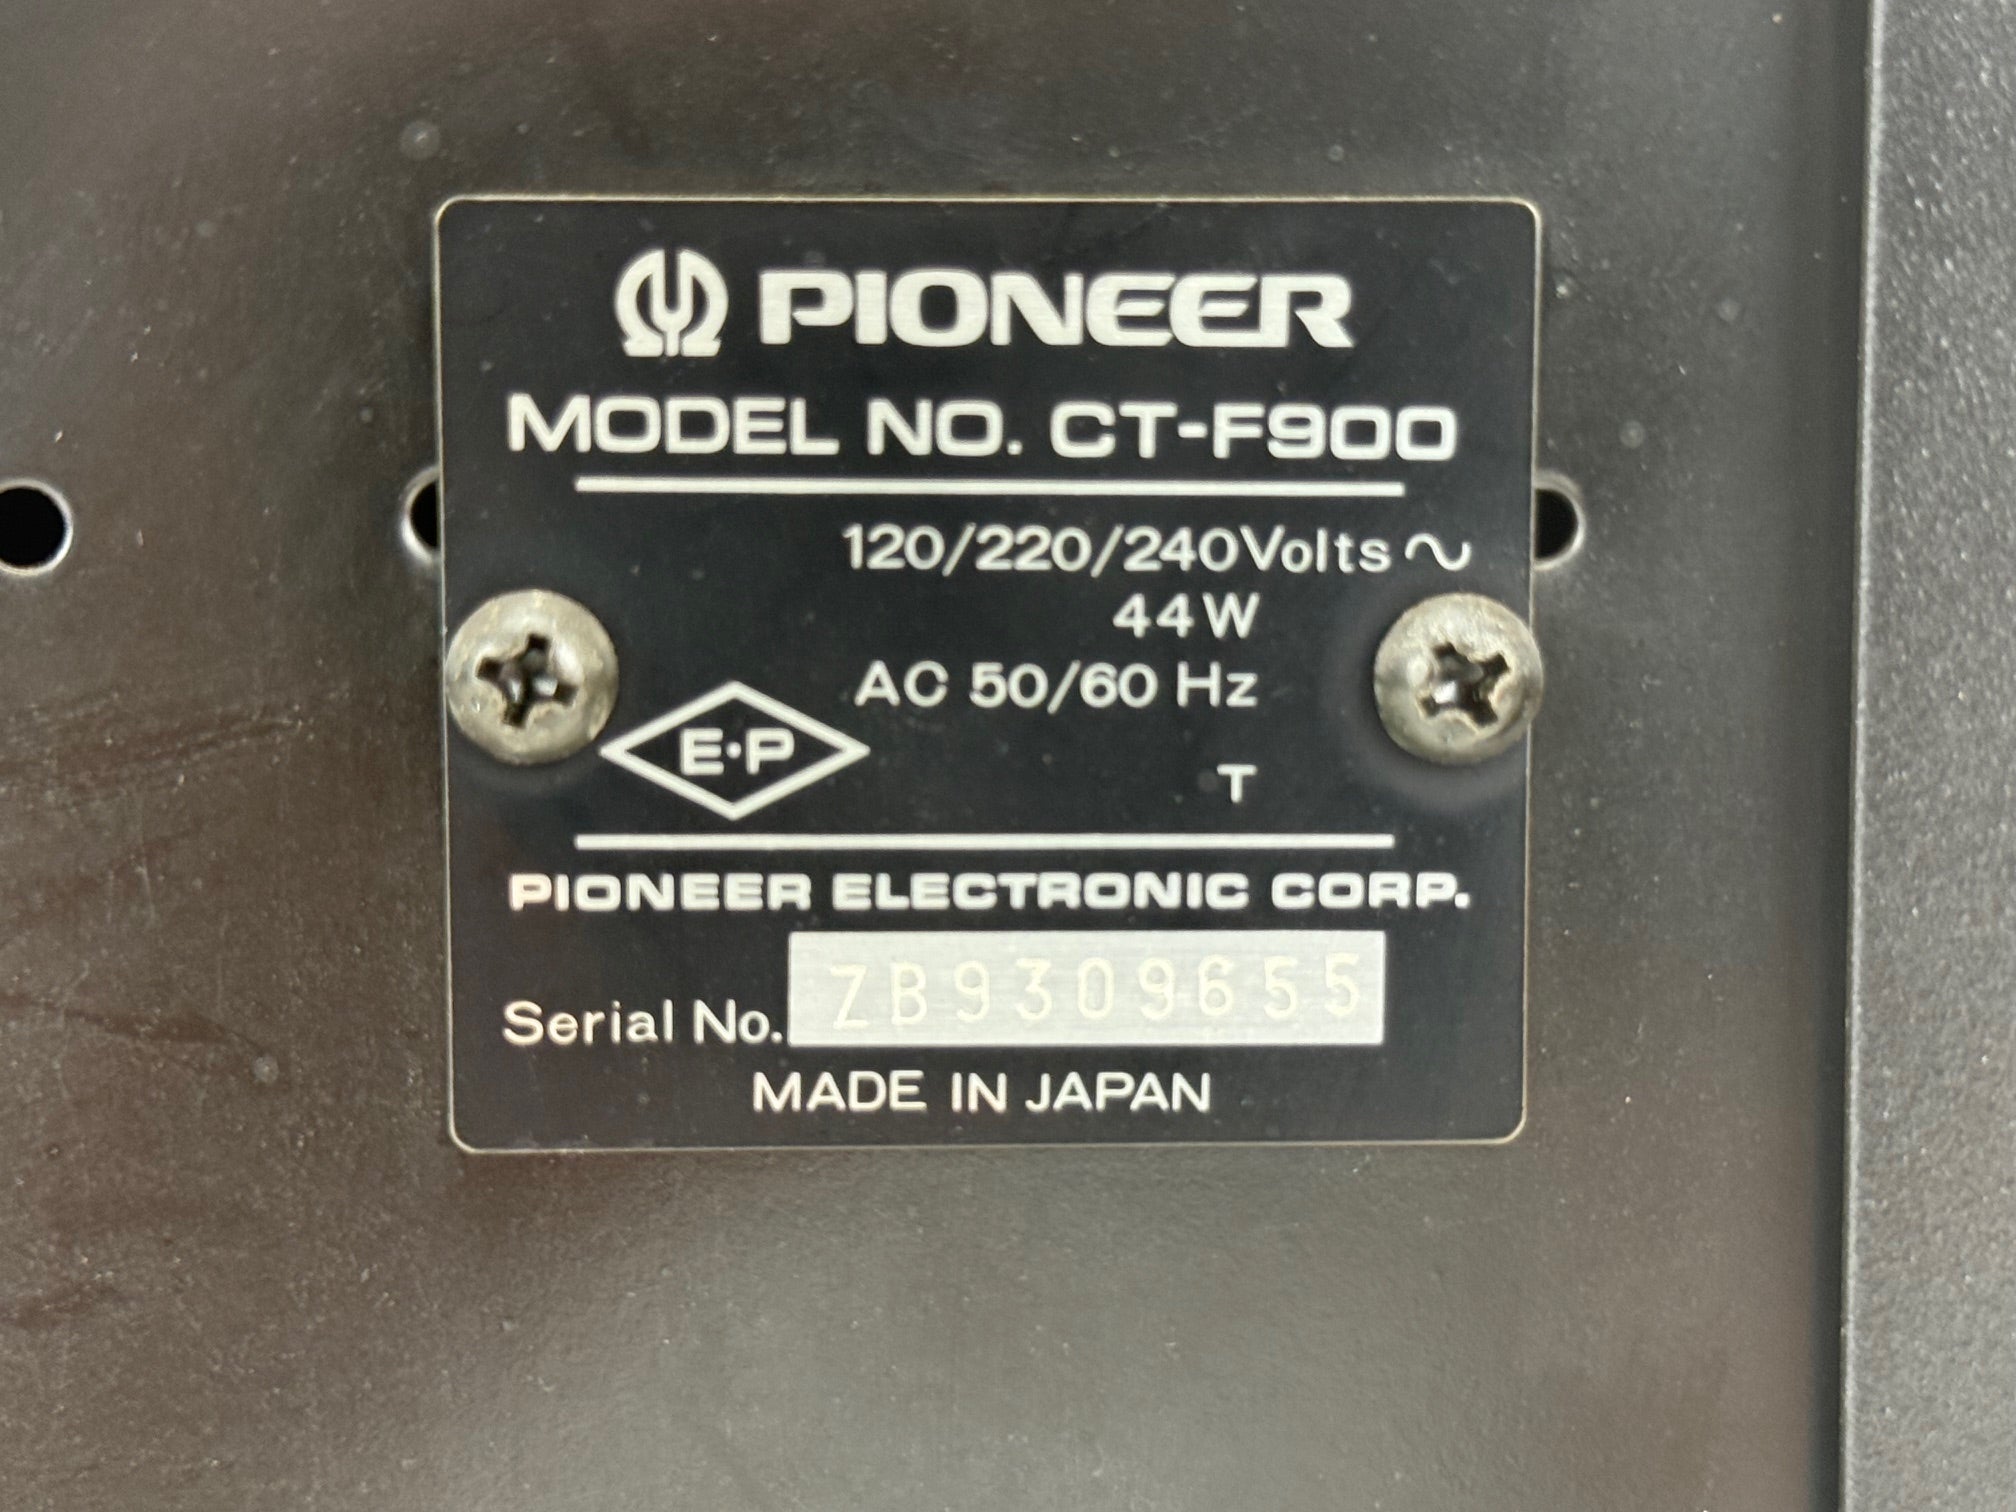 PIONEER
MODEL NO. CT-F900
120/220/240Volts ~
44W
AC 50/60 Hz
E·P
T
PIONEER ELECTRONIC CORP.
Serial No. ZB9309655
MADE IN JAPAN